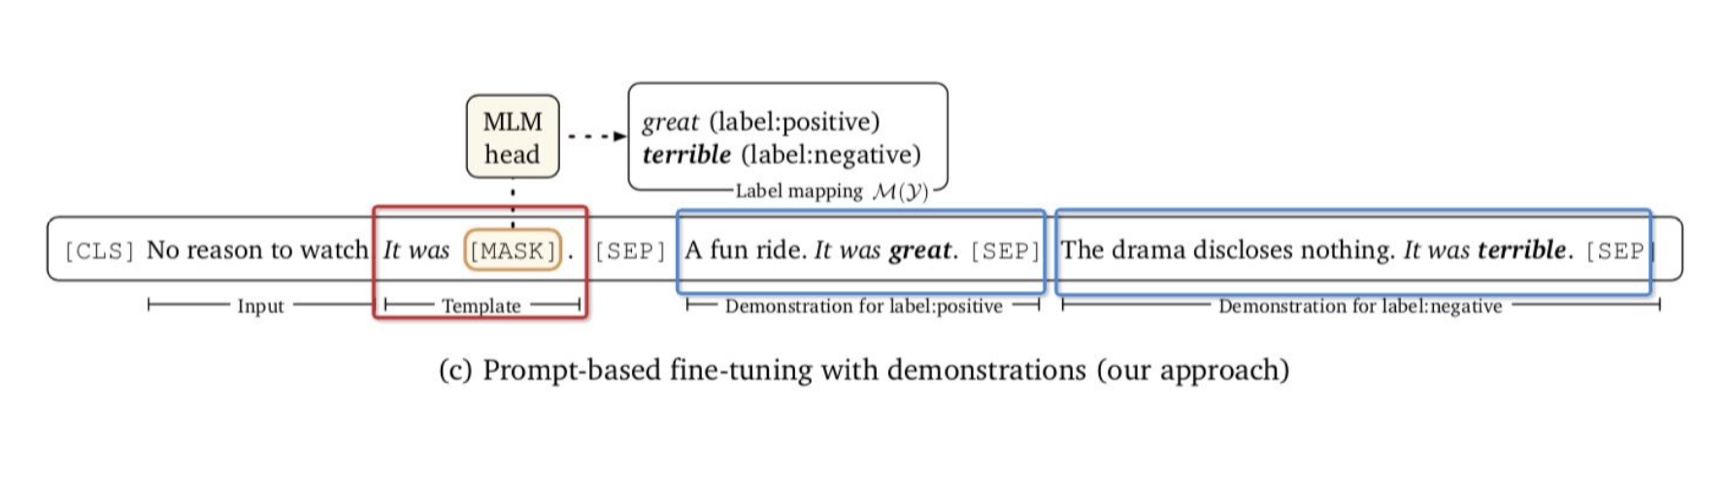 MLM
head
great (label:positive)
terrible (label:negative)
Label mapping M(Y)
[CLS] No reason to watch It was [MASK] . [SEP] A fun ride. It was great. [SEP] The drama discloses nothing. It was terrible. [SEP]
Input
Template
Demonstration for label:positive
Demonstration for label:negative
(c) Prompt-based fine-tuning with demonstrations (our approach)